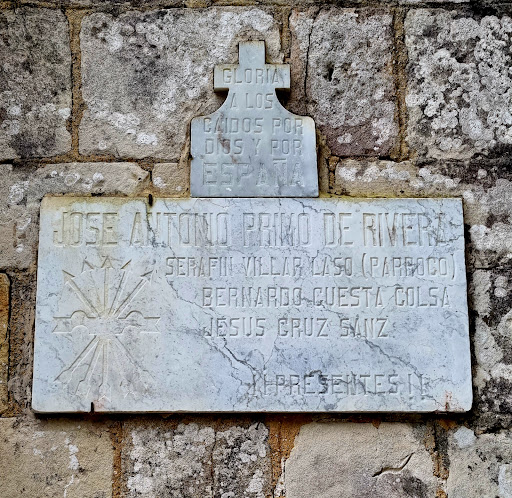 GLORIA
A LOS
CAIDOS POR
DIOS Y POR
ESPAÑA
JOSE ANTONIO PRIMO DE RIVERA
SERAFIN VILLAR LASO (PARROCO)
BERNARDO CUESTA COLSA
JESUS CRUZ SANZ
¡¡ PRESENTES !!